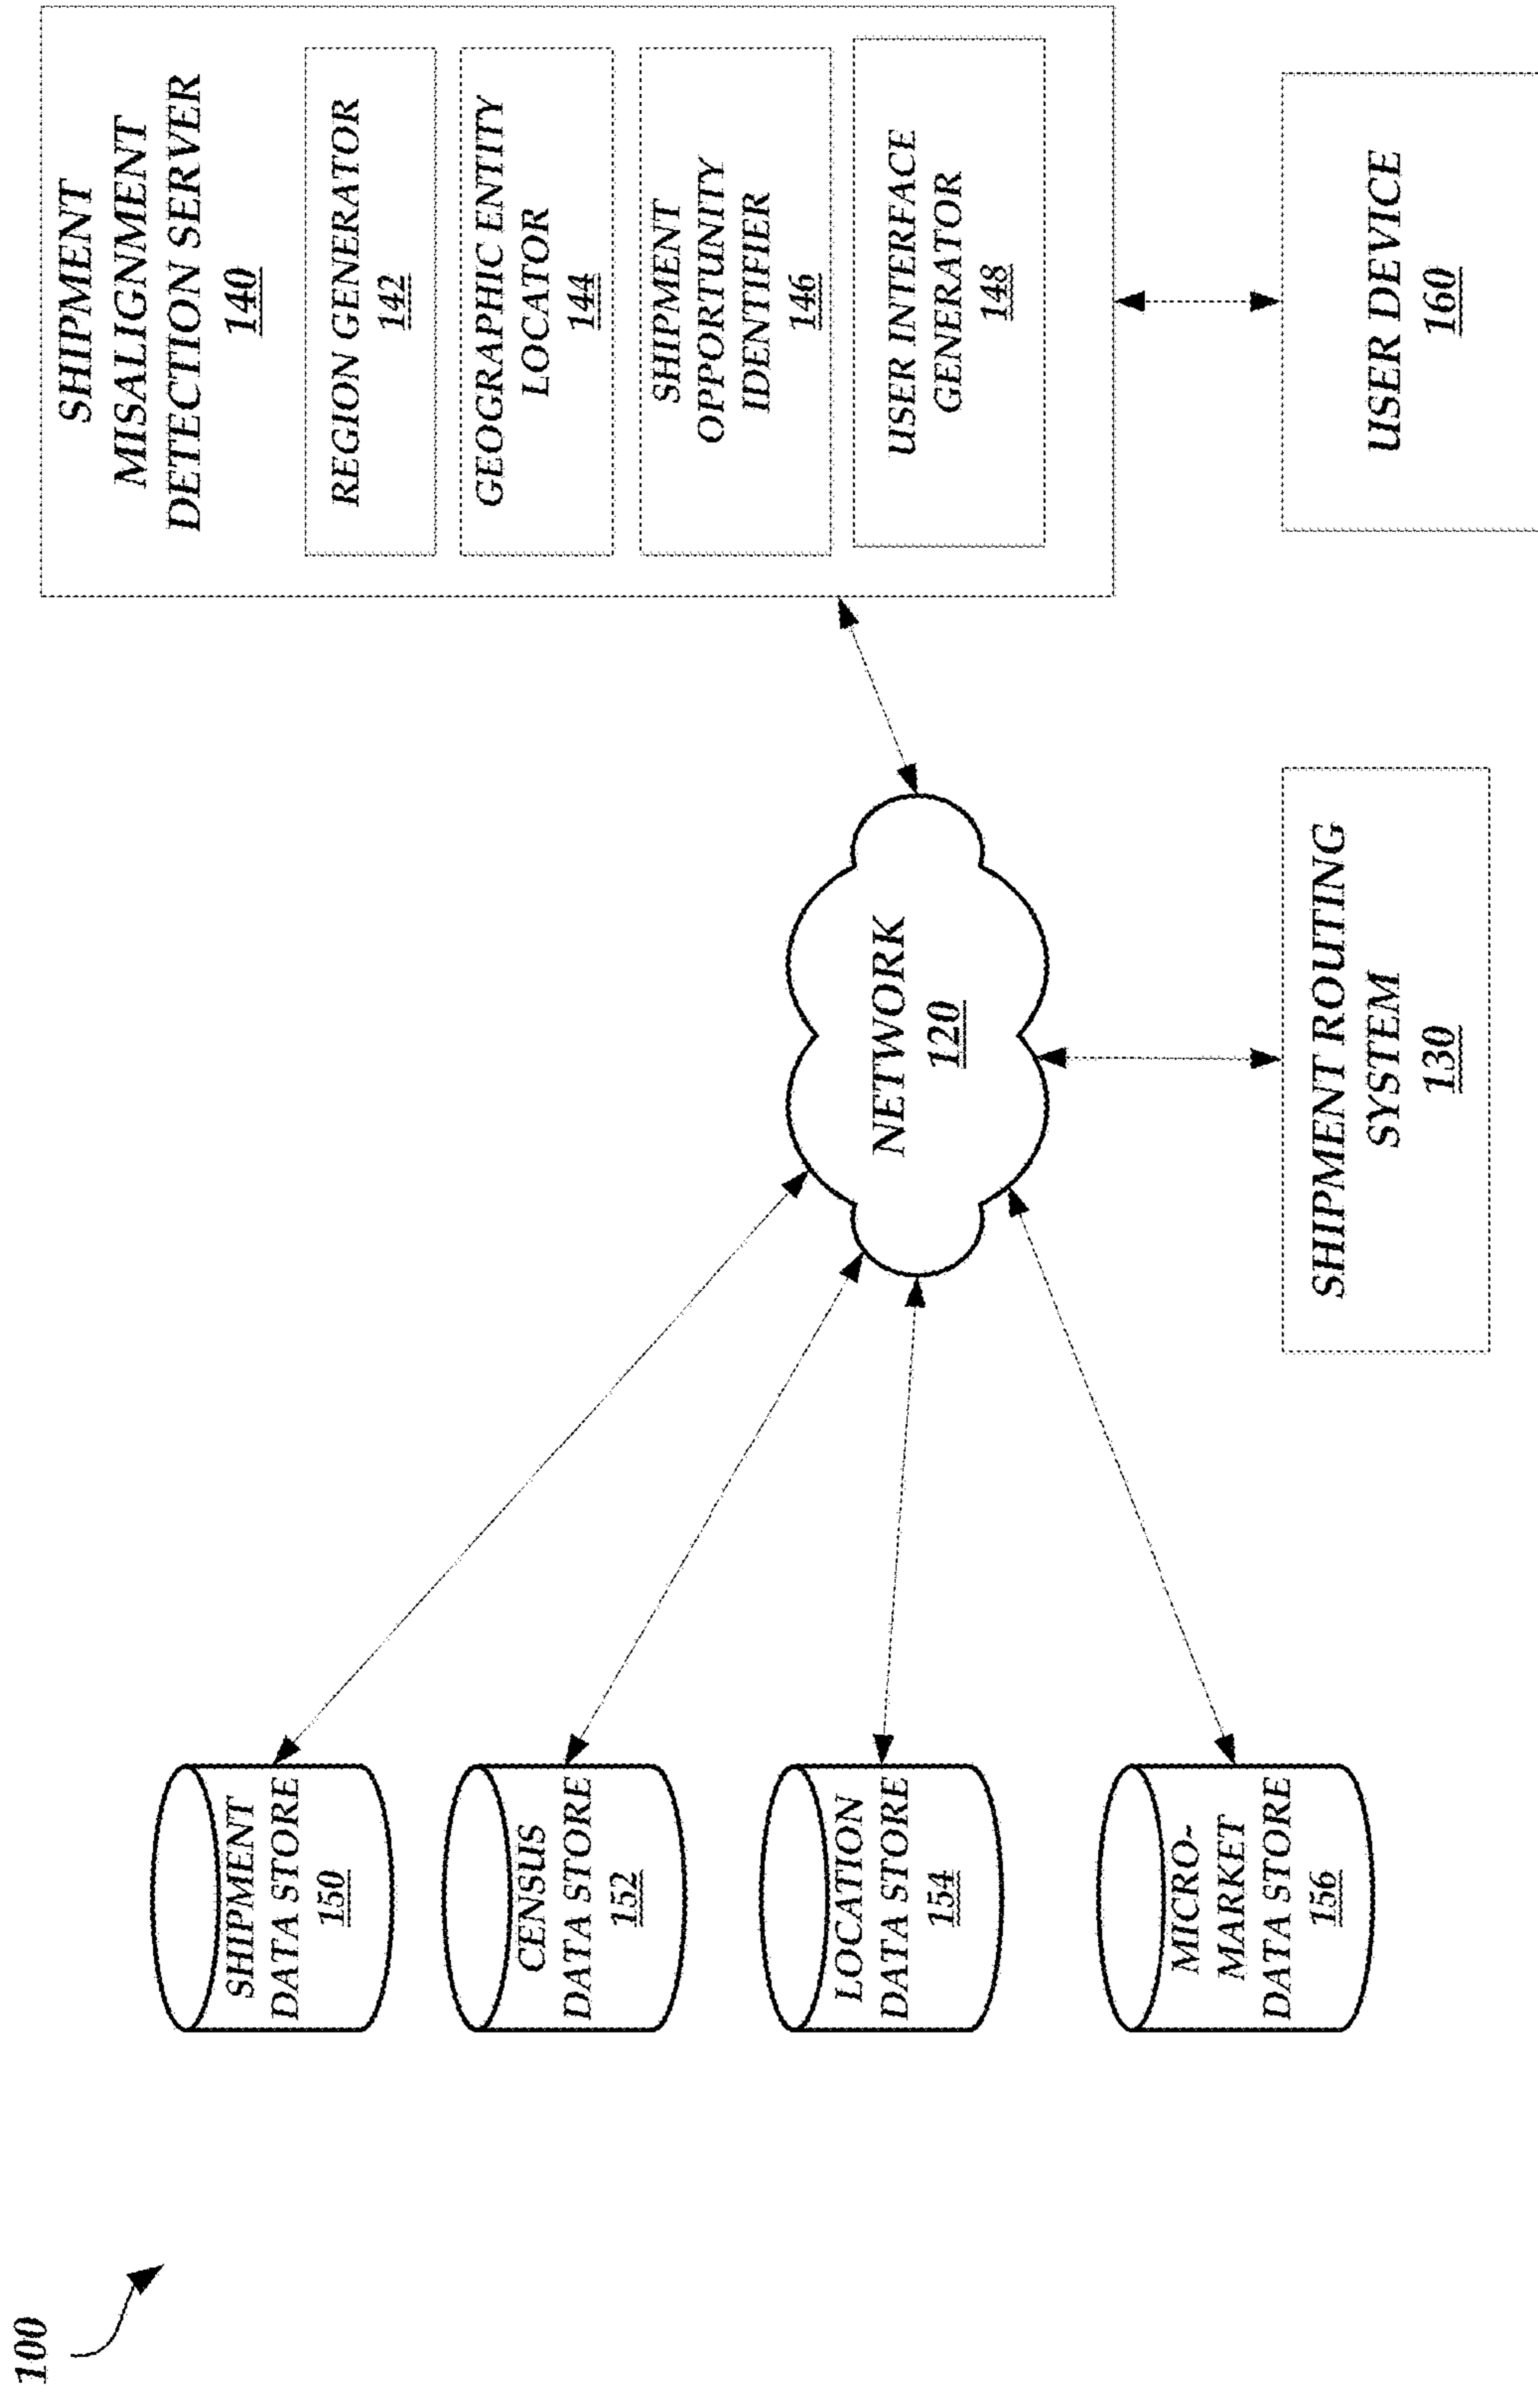 100
SHIPMENT
DATA STORE
150
CENSUS
DATA STORE
152
LOCATION
DATA STORE
154
MICRO-
MARKET
DATA STORE
156
NETWORK
120
SHIPMENT ROUTING
SYSTEM
130
SHIPMENT
MISALIGNMENT
DETECTION SERVER
140
REGION GENERATOR
142
GEOGRAPHIC ENTITY
LOCATOR
144
SHIPMENT
OPPORTUNITY
IDENTIFIER
146
USER INTERFACE
GENERATOR
148
USER DEVICE
160